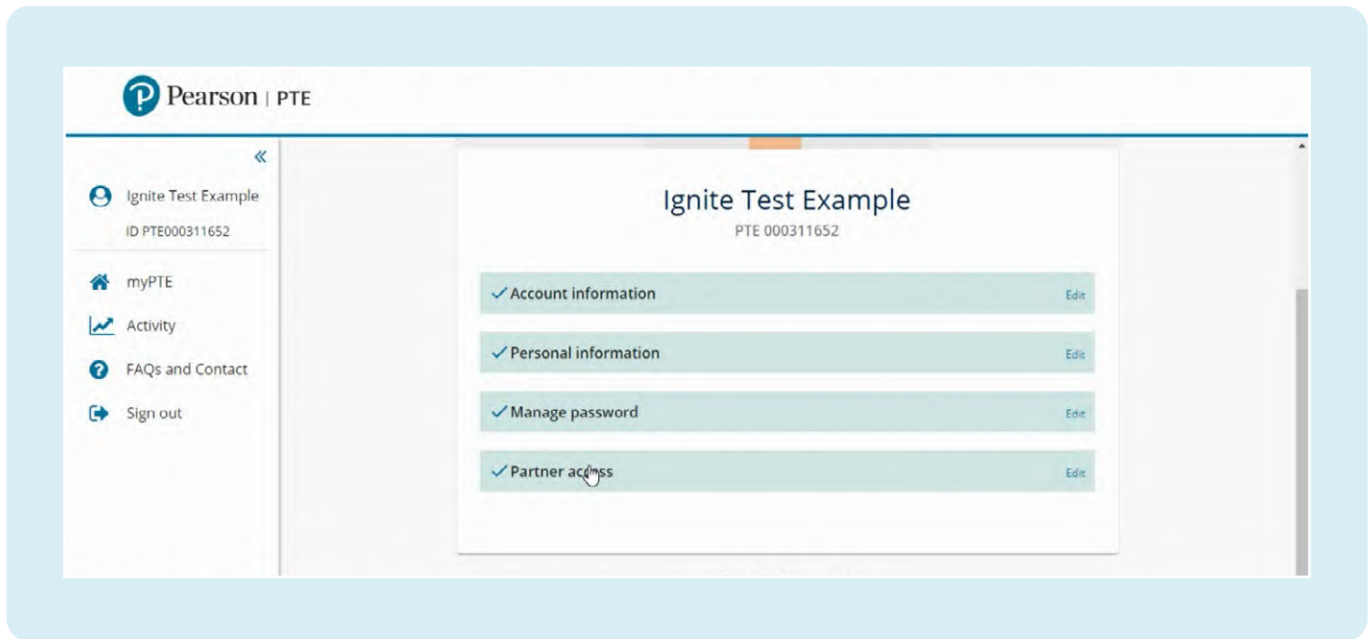 Pearson | PTE
Ignite Test Example
ID PTE000311652
myPTE
Activity
FAQs and Contact
Sign out
Ignite Test Example
PTE 000311652
Account information Edit
Personal information Edit
Manage password Edit
Partner access Edit